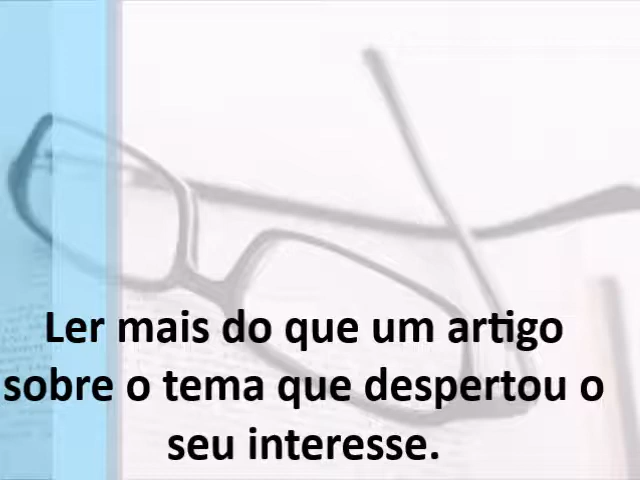 Ler mais do que um artigo
sobre o tema que despertou o
seu interesse.